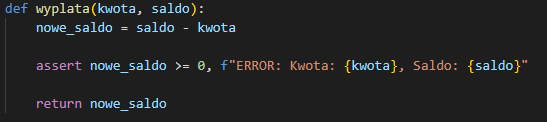 def wyplata(kwota, saldo):
    nowe_saldo = saldo - kwota
    assert nowe_saldo >= 0, f"ERROR: Kwota: {kwota}, Saldo: {saldo}"
    return nowe_saldo